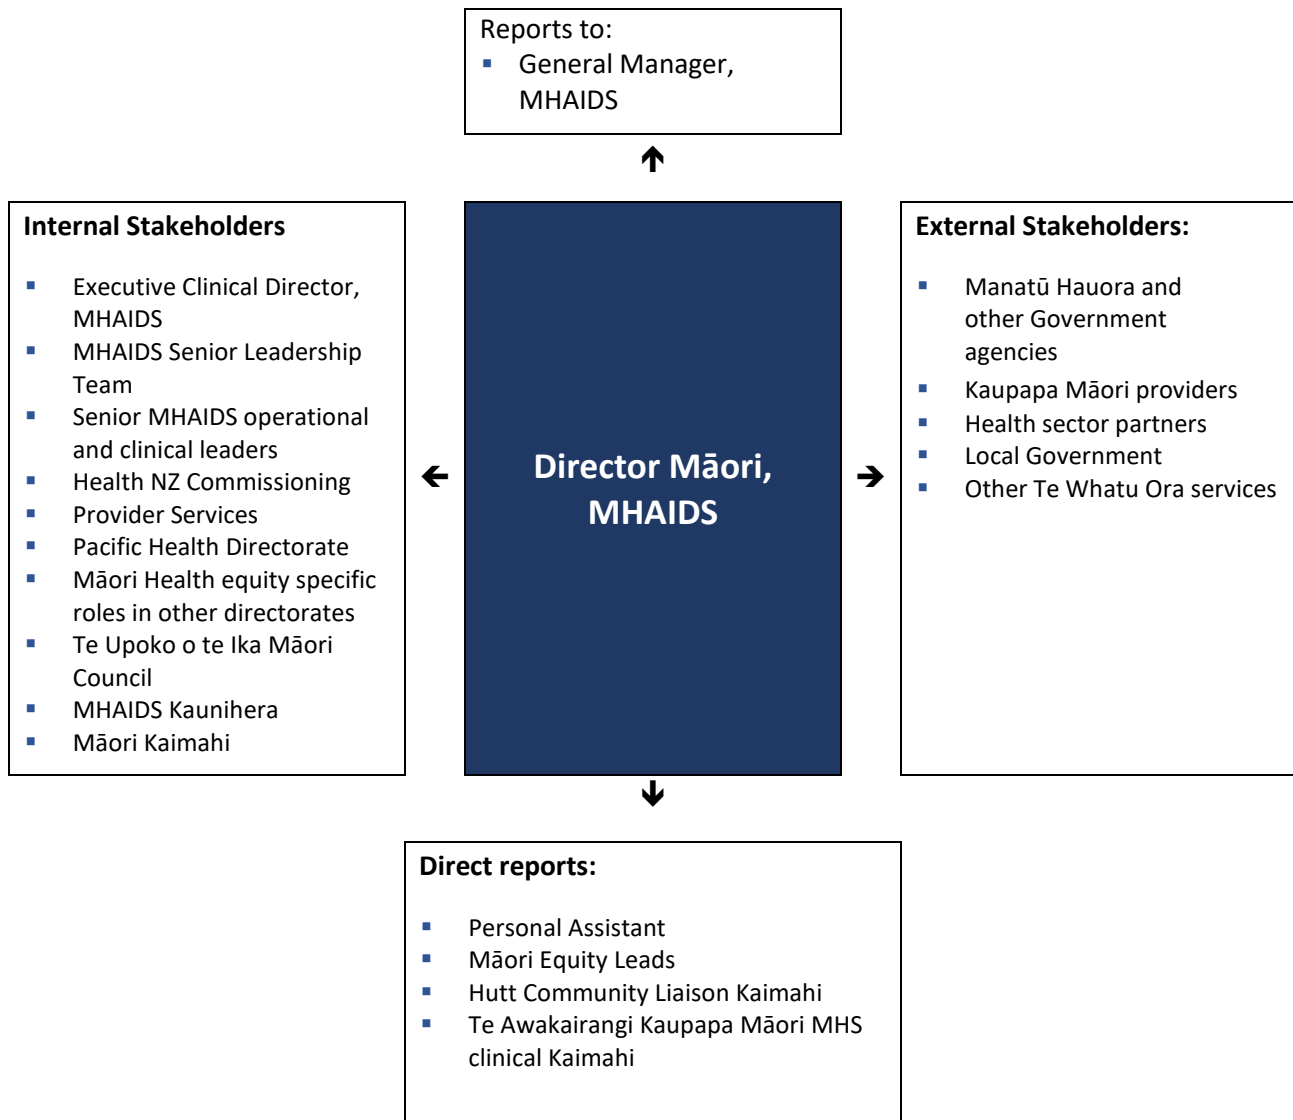 Reports to:
▪ General Manager,
MHAIDS
Internal Stakeholders
▪ Executive Clinical Director,
MHAIDS
▪ MHAIDS Senior Leadership
Team
▪ Senior MHAIDS operational
and clinical leaders
▪ Health NZ Commissioning
▪ Provider Services
▪ Pacific Health Directorate
▪ Māori Health equity specific
roles in other directorates
▪ Te Upoko o te Ika Māori
Council
▪ MHAIDS Kaunihera
▪ Māori Kaimahi
Director Māori,
MHAIDS
External Stakeholders:
▪ Manatū Hauora and
other Government
agencies
▪ Kaupapa Māori providers
▪ Health sector partners
▪ Local Government
▪ Other Te Whatu Ora services
Direct reports:
▪ Personal Assistant
▪ Māori Equity Leads
▪ Hutt Community Liaison Kaimahi
▪ Te Awakairangi Kaupapa Māori MHS
clinical Kaimahi